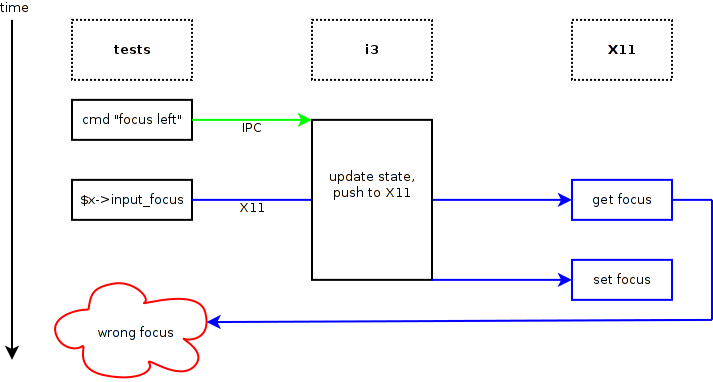 time
tests
i3
X11
cmd "focus left"
IPC
update state,
push to X11
$x->input_focus
X11
get focus
set focus
wrong focus